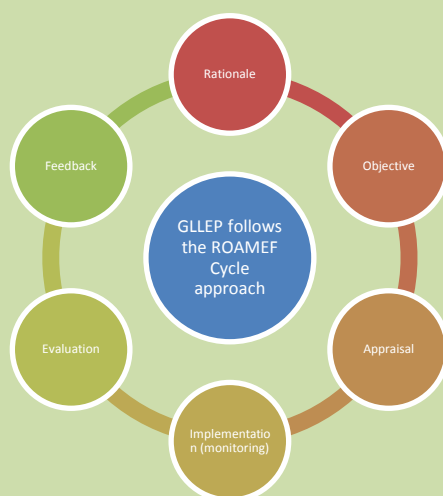 Rationale
Objective
Appraisal
Implementatio
n (monitoring)
Evaluation
Feedback
GLLEP follows
the ROAMEF
Cycle
approach